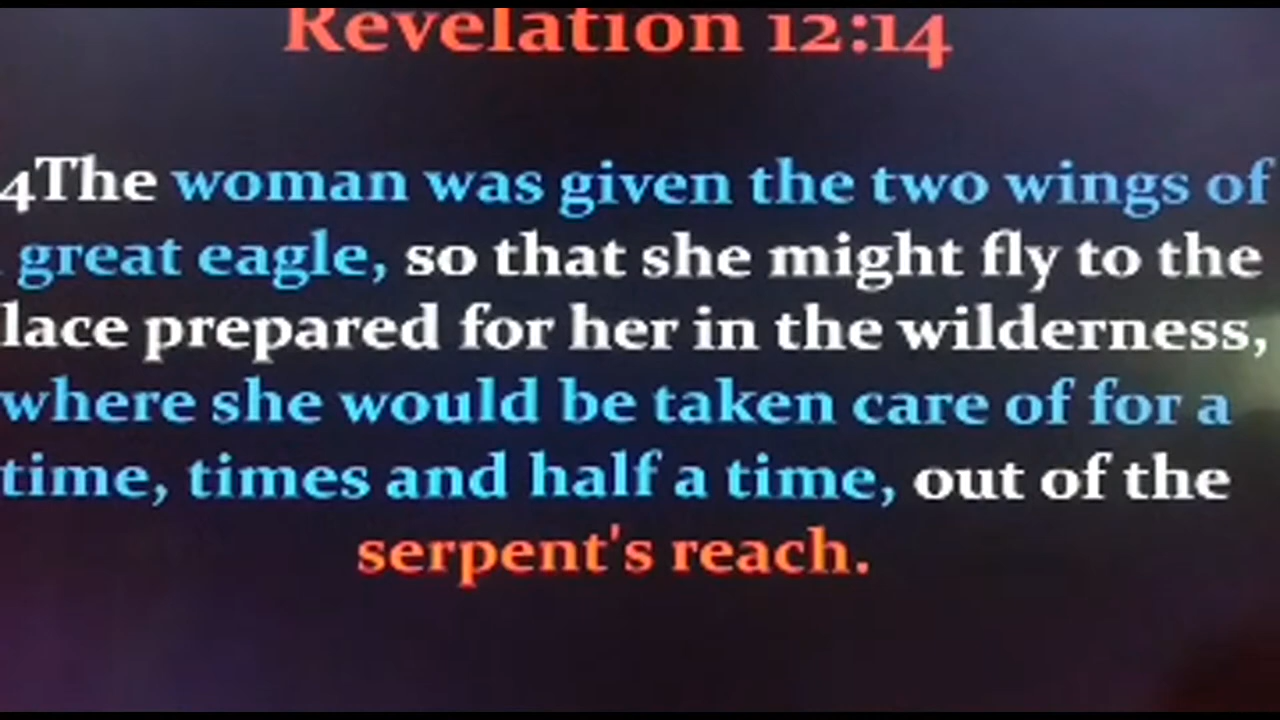 Revelation 12:14
4The woman was given the two wings of
great eagle, so that she might fly to the
lace prepared for her in the wilderness,
where she would be taken care of for a
time, times and half a time, out of the
serpent's reach.